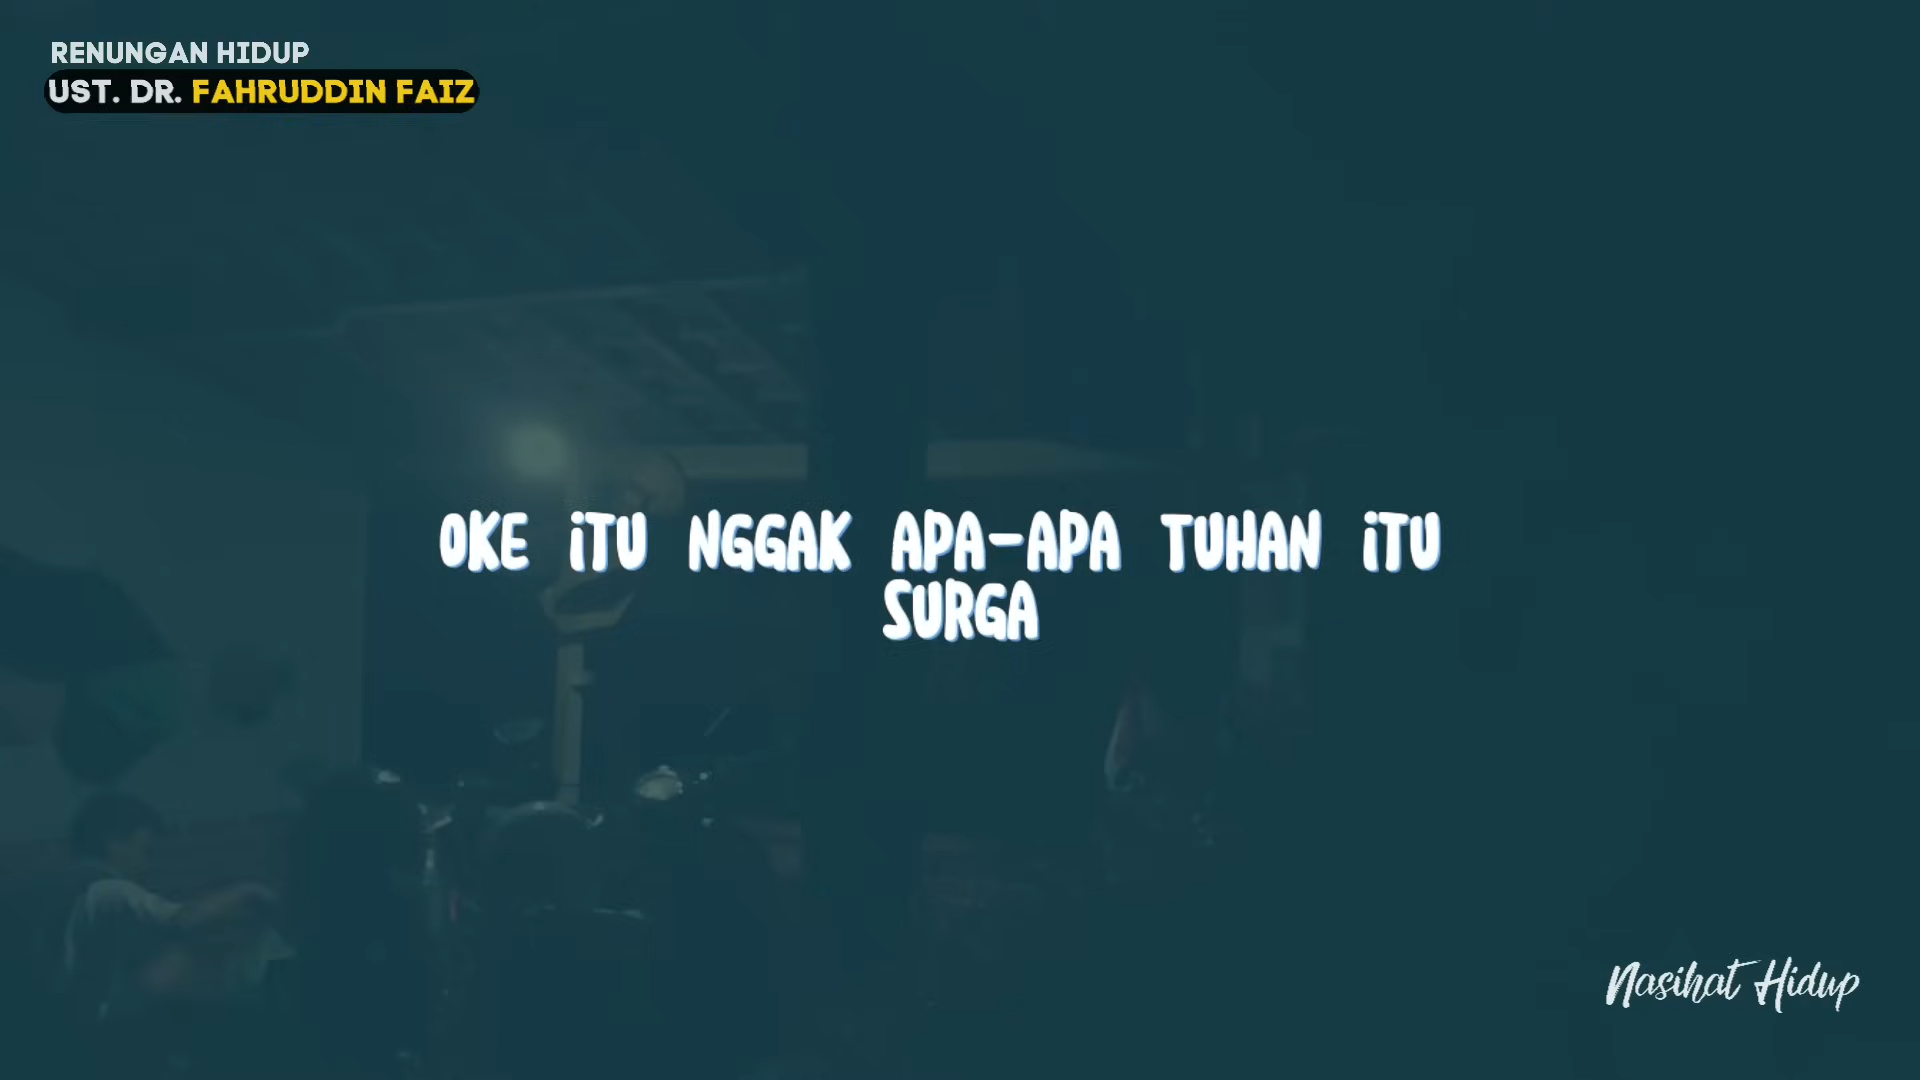 RENUNGAN HIDUP
UST. DR. FAHRUDDIN FAIZ
OKE iTU NGGAK APA-APA TUHAN iTU
SURGA
Nasihat Hidup